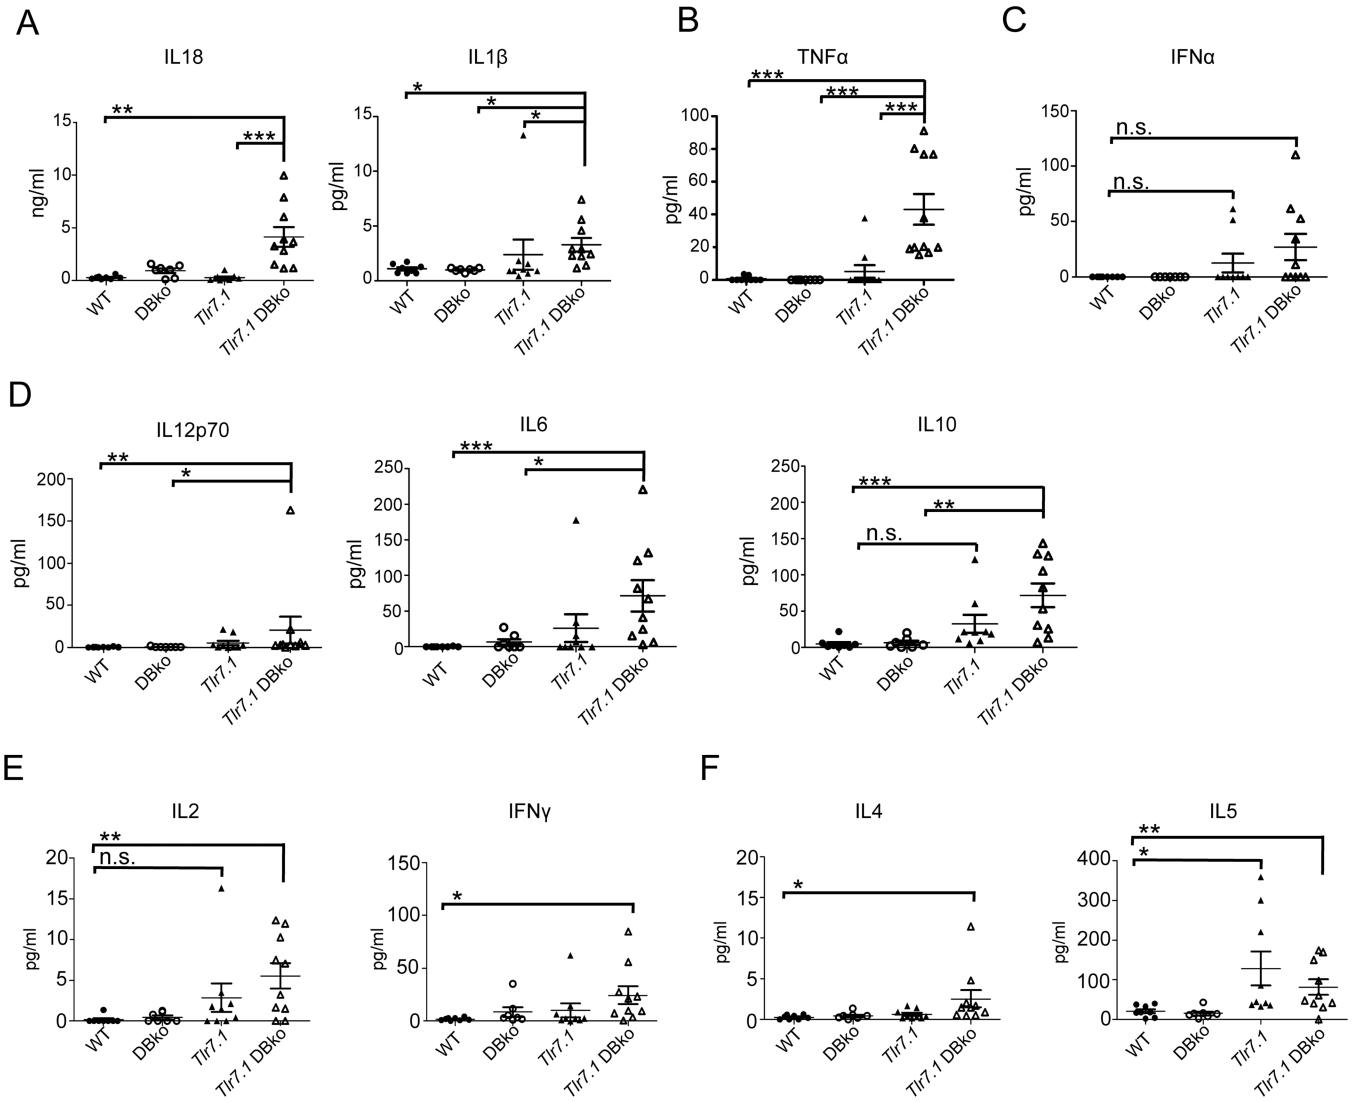 A
IL18
**
***
15
10
5
0
ng/ml
WT
DBko
Tlr7.1
Tlr7.1 DBko
IL1β
*
*
*
15
10
5
0
pg/ml
WT
DBko
Tlr7.1
Tlr7.1 DBko
B
TNFα
***
***
***
100
80
60
40
20
0
pg/ml
WT
DBko
Tlr7.1
Tlr7.1 DBko
C
IFNα
n.s.
n.s.
150
100
50
0
pg/ml
WT
DBko
Tlr7.1
Tlr7.1 DBko
D
IL12p70
**
*
200
150
100
50
0
pg/ml
WT
DBko
Tlr7.1
Tlr7.1 DBko
IL6
***
*
250
200
150
100
50
0
pg/ml
WT
DBko
Tlr7.1
Tlr7.1 DBko
IL10
***
**
n.s.
250
200
150
100
50
0
pg/ml
WT
DBko
Tlr7.1
Tlr7.1 DBko
E
IL2
**
n.s.
20
15
10
5
0
pg/ml
WT
DBko
Tlr7.1
Tlr7.1 DBko
IFNγ
*
150
100
50
0
pg/ml
WT
DBko
Tlr7.1
Tlr7.1 DBko
F
IL4
*
20
15
10
5
0
pg/ml
WT
DBko
Tlr7.1
Tlr7.1 DBko
IL5
**
*
400
300
200
100
0
pg/ml
WT
DBko
Tlr7.1
Tlr7.1 DBko